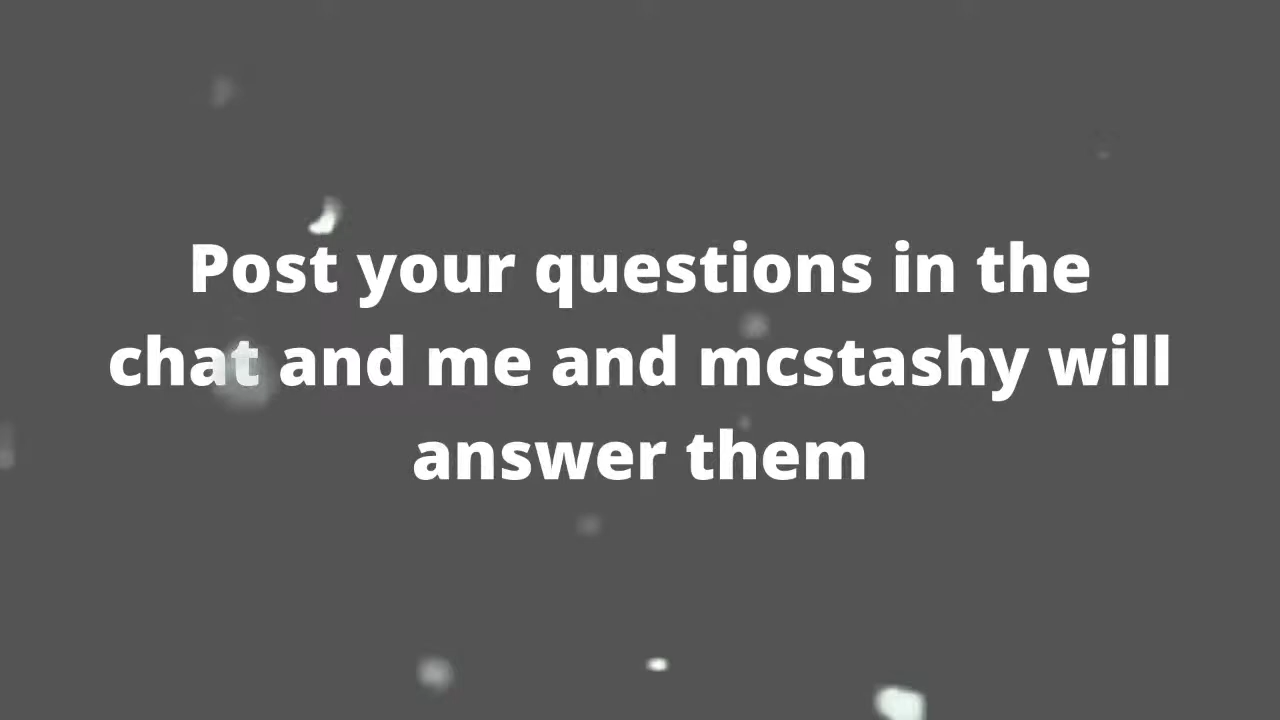 Post your questions in the
chat and me and mcstashy will
answer them